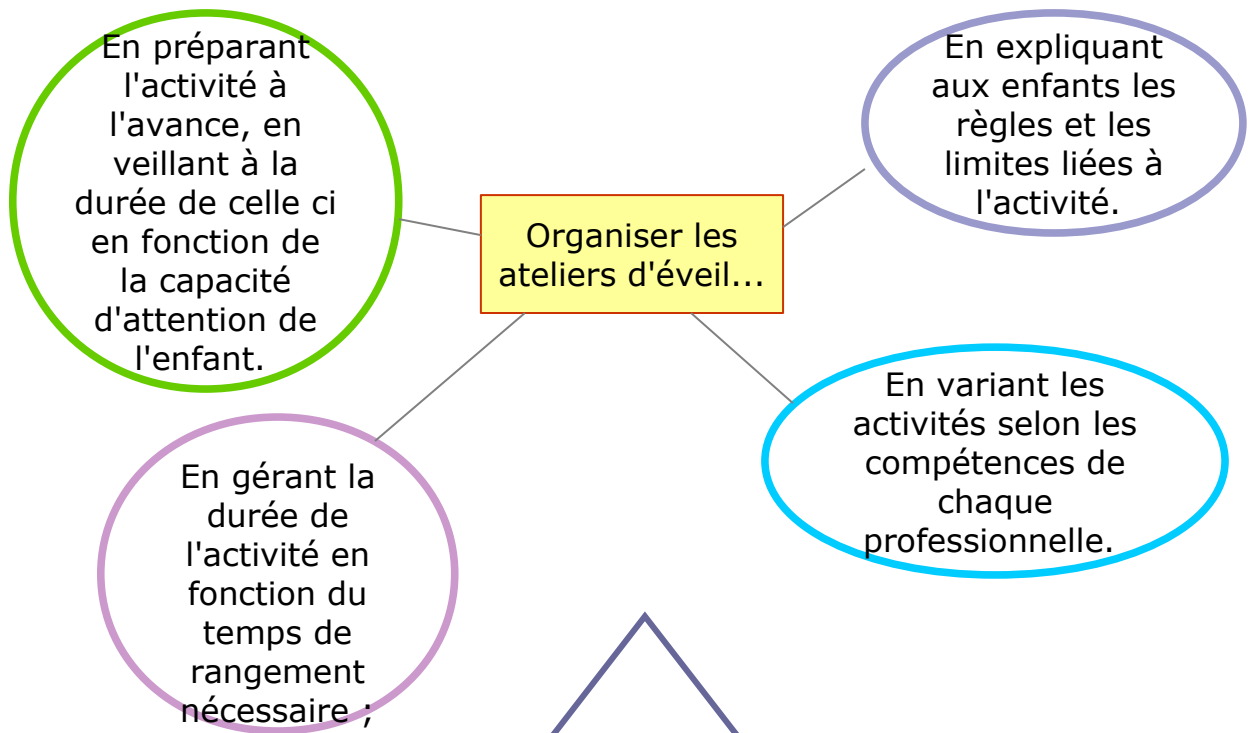 En préparant
l'activité à
l'avance, en
veillant à la
durée de celle ci
en fonction de
la capacité
d'attention de
l'enfant.
En expliquant
aux enfants les
règles et les
limites liées à
l'activité.
Organiser les
ateliers d'éveil...
En variant les
activités selon les
compétences de
chaque
professionnelle.
En gérant la
durée de
l'activité en
fonction du
temps de
rangement
nécessaire ;